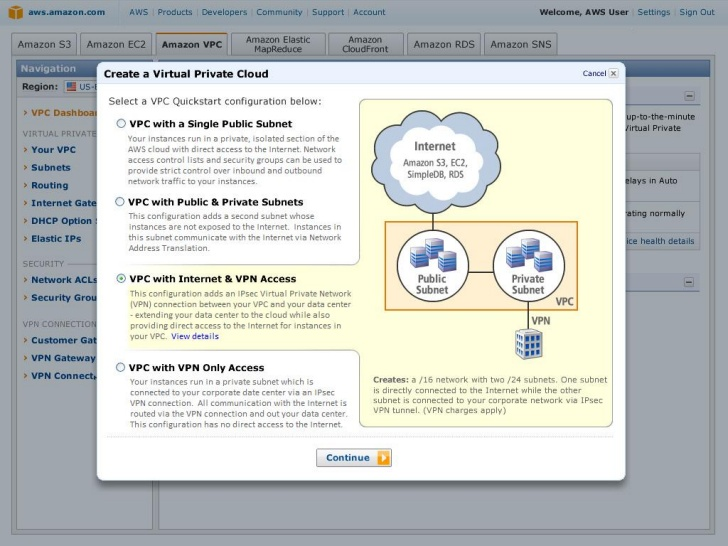 aws.amazon.com
AWS | Products | Developers | Community | Support | Account
Welcome, AWS User | Settings | Sign Out
Amazon S3
Amazon EC2
Amazon VPC
Amazon Elastic
MapReduce
Amazon
CloudFront
Amazon RDS
Amazon SNS
Navigation
Region:
US-
> VPC Dashboa
VIRTUAL PRIVATE
> Your VPC
> Subnets
> Routing
> Internet Gate
> DHCP Option
> Elastic IPs
SECURITY
> Network ACLs
> Security Grou
VPN CONNECTION
> Customer Gat
> VPN Gateway
> VPN Connect
Create a Virtual Private Cloud
Cancel x
Select a VPC Quickstart configuration below:
VPC with a Single Public Subnet
Your instances run in a private, isolated section of the
AWS cloud with direct access to the Internet. Network
access control lists and security groups can be used to
provide strict control over inbound and outbound
network traffic to your instances.
VPC with Public & Private Subnets
This configuration adds a second subnet whose
instances are not exposed to the Internet. Instances in
this subnet communicate with the Internet via Network
Address Translation.
VPC with Internet & VPN Access
This configuration adds an IPsec Virtual Private Network
(VPN) connection between your VPC and your data center
- extending your data center to the cloud while also
providing direct access to the Internet for instances in
your VPC. View details
VPC with VPN Only Access
Your instances run in a private subnet which is
connected to your corporate date center via an IPsec
VPN connection. All communication with the Internet is
routed via the VPN connection and out your data center.
This configuration has no direct access to the Internet.
Internet
Amazon S3, EC2,
SimpleDB, RDS
Public
Subnet
Private
Subnet
VPC
VPN
Creates: a /16 network with two /24 subnets. One subnet
is directly connected to the Internet while the other
subnet is connected to your corporate network via IPsec
VPN tunnel. (VPN charges apply)
Continue
up-to-the-minute
Virtual Private
elays in Auto
rating normally
ice health details